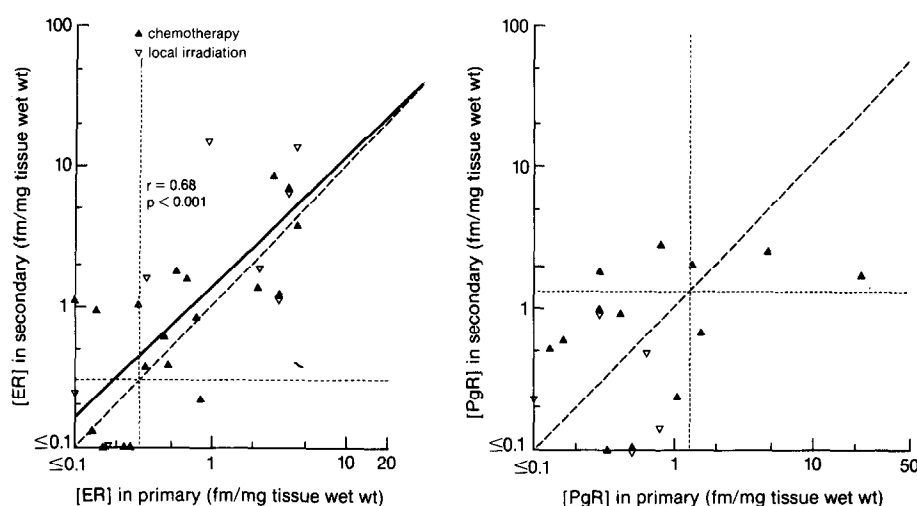 ▲ chemotherapy
▽ local irradiation
r = 0.68
p < 0.001
[ER] in secondary (fm/mg tissue wet wt)
100
10
1
≤0.1
≤0.1
1
10
20
[ER] in primary (fm/mg tissue wet wt)
[PgR] in secondary (fm/mg tissue wet wt)
100
10
1
≤0.1
≤0.1
1
10
50
[PgR] in primary (fm/mg tissue wet wt)